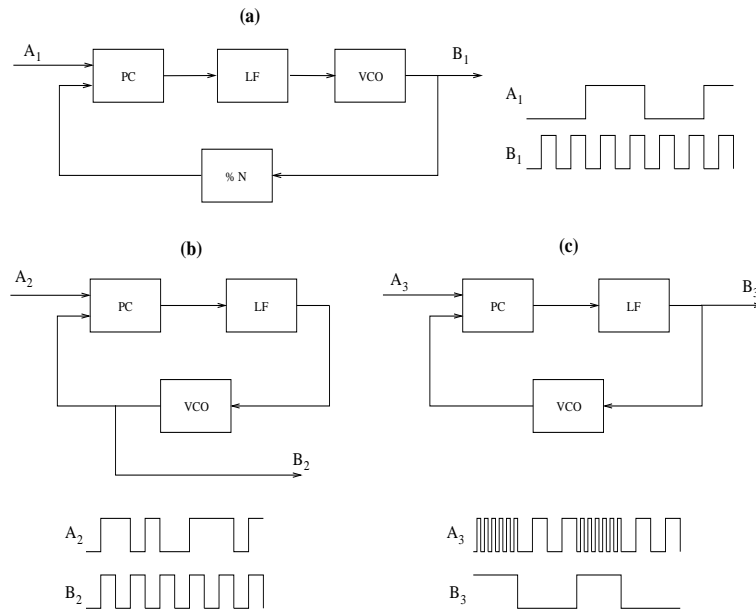 (a)
A1
PC
LF
VCO
B1
% N
A1
B1
(b)
A2
PC
LF
VCO
B2
A2
B2
(c)
A3
PC
LF
B3
VCO
A3
B3